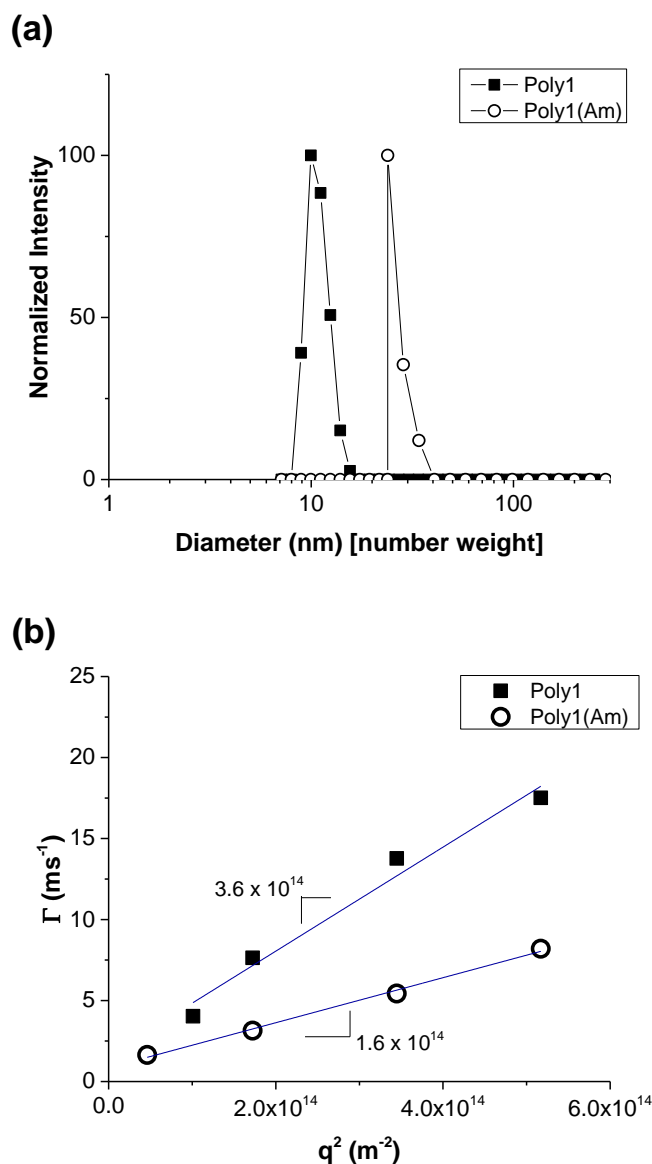 (a)
Poly1
Poly1(Am)
100
50
0
Normalized Intensity
1 10 100
Diameter (nm) [number weight]
(b)
25
20
15
10
5
0
Poly1
Poly1(Am)
3.6 x 10¹⁴
1.6 x 10¹⁴
Γ (ms⁻¹)
0.0 2.0x10¹⁴ 4.0x10¹⁴ 6.0x10¹⁴
q² (m⁻²)